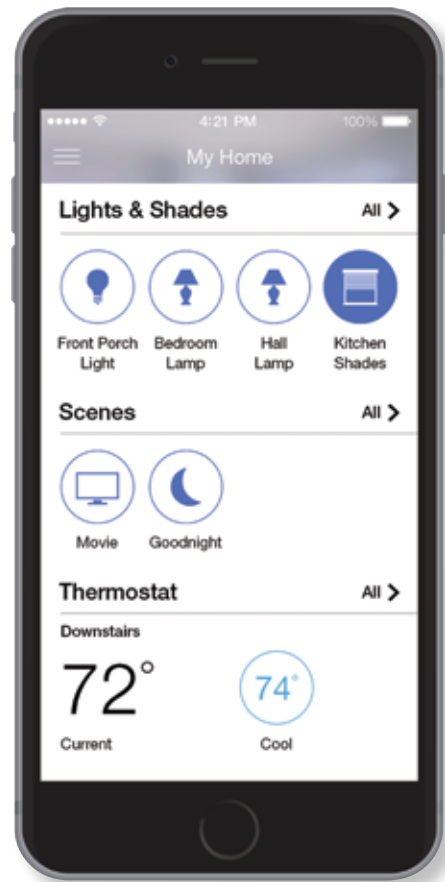 4:21 PM
100%
My Home
Lights & Shades
All
Front Porch
Light
Bedroom
Lamp
Hall
Lamp
Kitchen
Shades
Scenes
All
Movie
Goodnight
Thermostat
All
Downstairs
72°
74°
Current
Cool